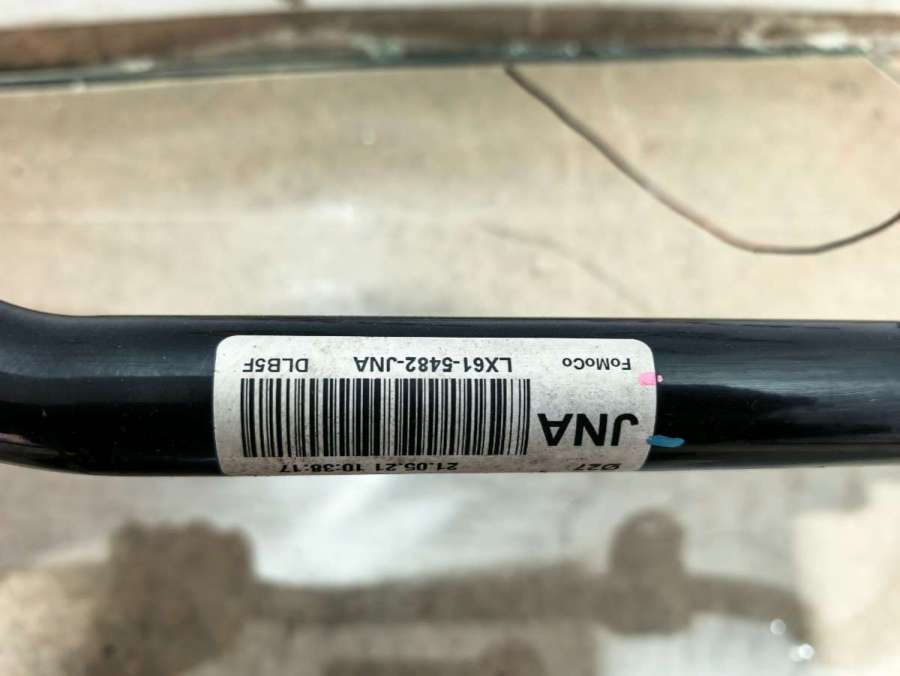 Ø27 21.05.21 10:38:17
JNA
FoMoCo LX61-5482-JNA DLB5F